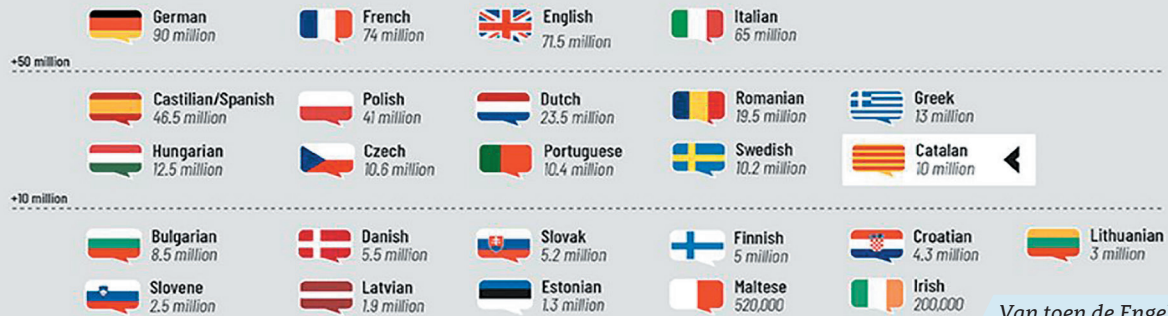 German French English Italian
90 million 74 million 71.5 million 65 million
+50 million
Castilian/Spanish Polish Dutch Romanian Greek
46.5 million 41 million 23.5 million 19.5 million 13 million
Hungarian Czech Portuguese Swedish Catalan
12.5 million 10.6 million 10.4 million 10.2 million 10 million
+10 million
Bulgarian Danish Slovak Finnish Croatian Lithuanian
8.5 million 5.5 million 5.2 million 5 million 4.3 million 3 million
Slovene Latvian Estonian Maltese Irish
2.5 million 1.9 million 1.3 million 520,000 200,000
Van toen de Enge